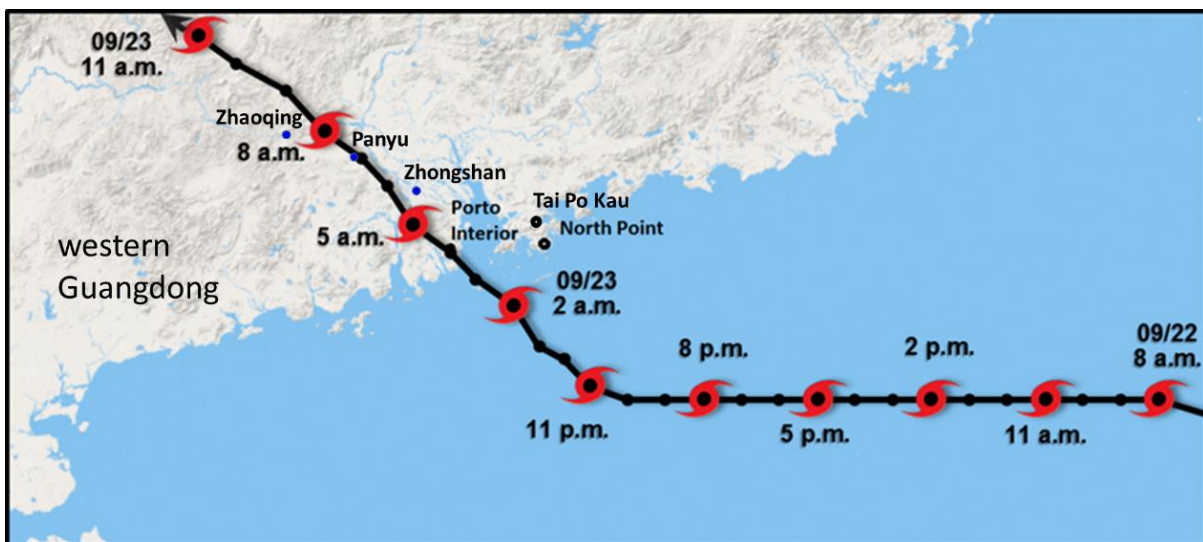 09/23
11 a.m.
Zhaoqing
8 a.m.
Panyu
Zhongshan
Tai Po Kau
Porto
Interior
North Point
5 a.m.
western
Guangdong
09/23
2 a.m.
09/22
8 a.m.
8 p.m.
2 p.m.
11 p.m.
5 p.m.
11 a.m.